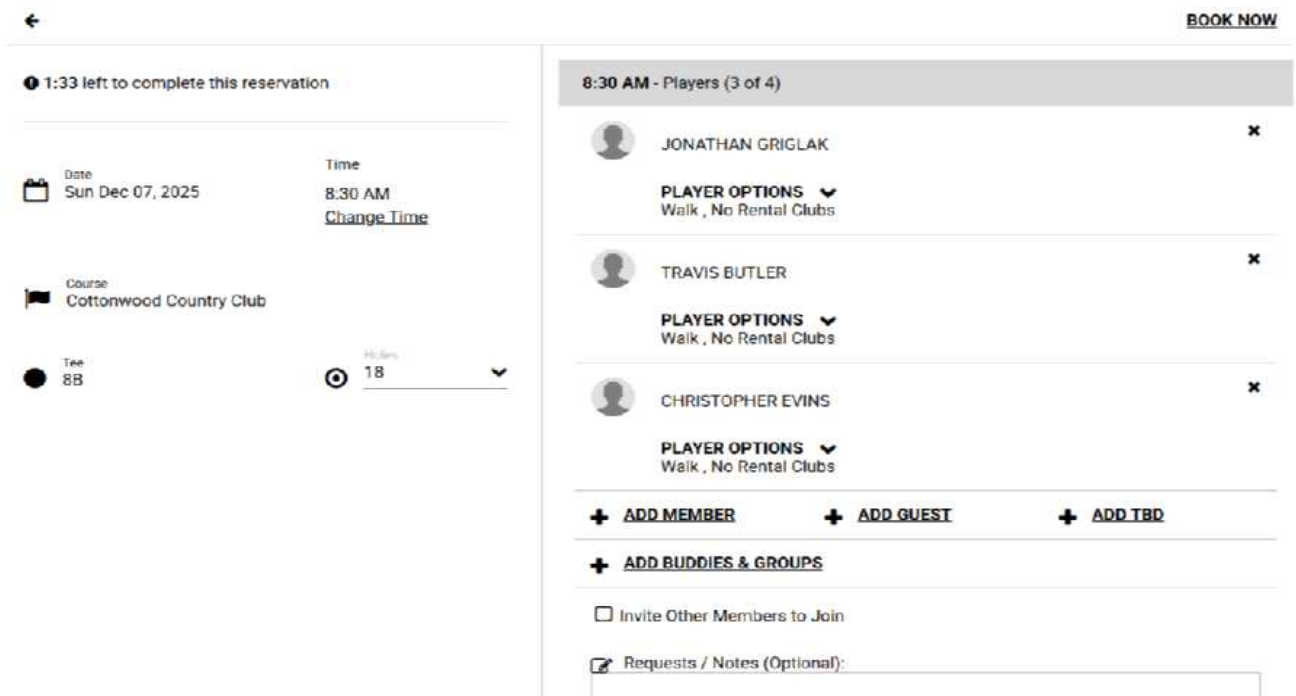 BOOK NOW
1:33 left to complete this reservation
Date
Sun Dec 07, 2025
Time
8:30 AM
Change Time
Course
Cottonwood Country Club
Tee
8B
Holes
18
8:30 AM - Players (3 of 4)
JONATHAN GRIGLAK
PLAYER OPTIONS
Walk , No Rental Clubs
TRAVIS BUTLER
PLAYER OPTIONS
Walk , No Rental Clubs
CHRISTOPHER EVINS
PLAYER OPTIONS
Walk , No Rental Clubs
ADD MEMBER ADD GUEST ADD TBD
ADD BUDDIES & GROUPS
Invite Other Members to Join
Requests / Notes (Optional):